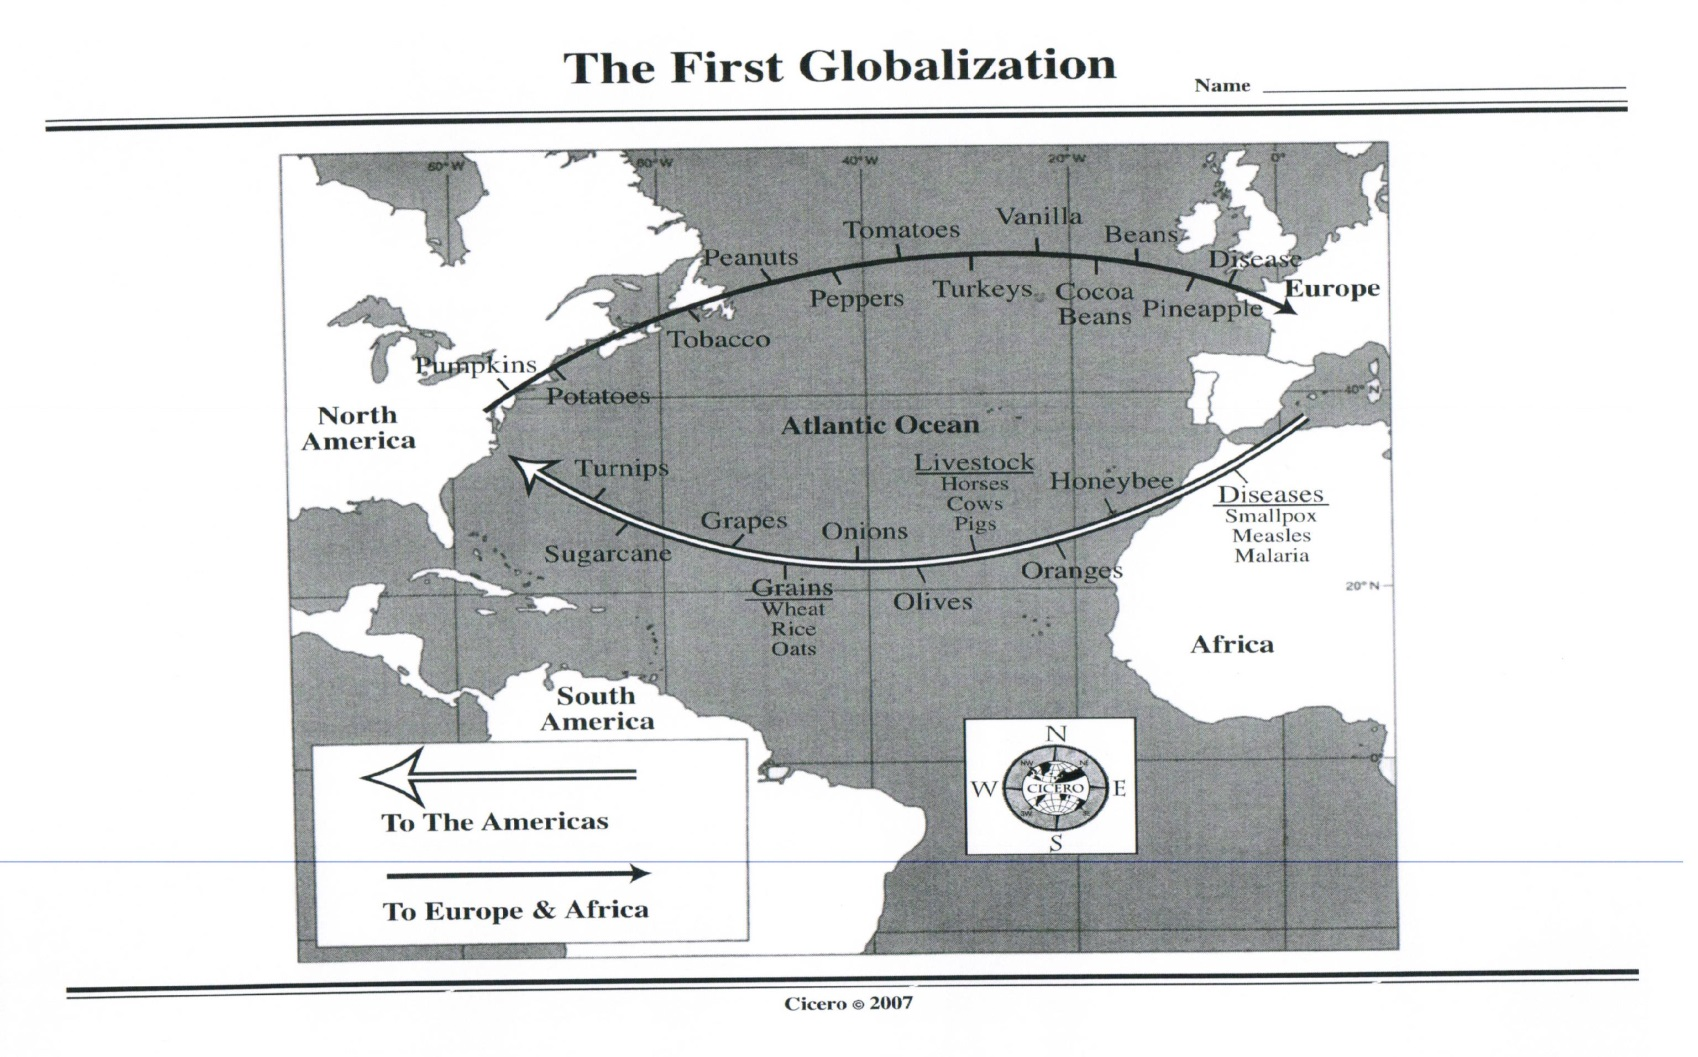 The First Globalization
Name
60°W
40°W
20°W
0°
Vanilla
Tomatoes
Beans
Peanuts
Disease
Peppers
Turkeys
Cocoa
Beans
Pineapple
Europe
Tobacco
Pumpkins
Potatoes
40°N
North
America
Atlantic Ocean
Turnips
Livestock
Horses
Cows
Pigs
Honeybee
Diseases
Smallpox
Measles
Malaria
Grapes
Onions
Sugarcane
Oranges
Grains
Wheat
Rice
Oats
Olives
20°N
Africa
South
America
N
NW
W
CICERO
E
S
0°
To The Americas
To Europe & Africa
Cicero © 2007